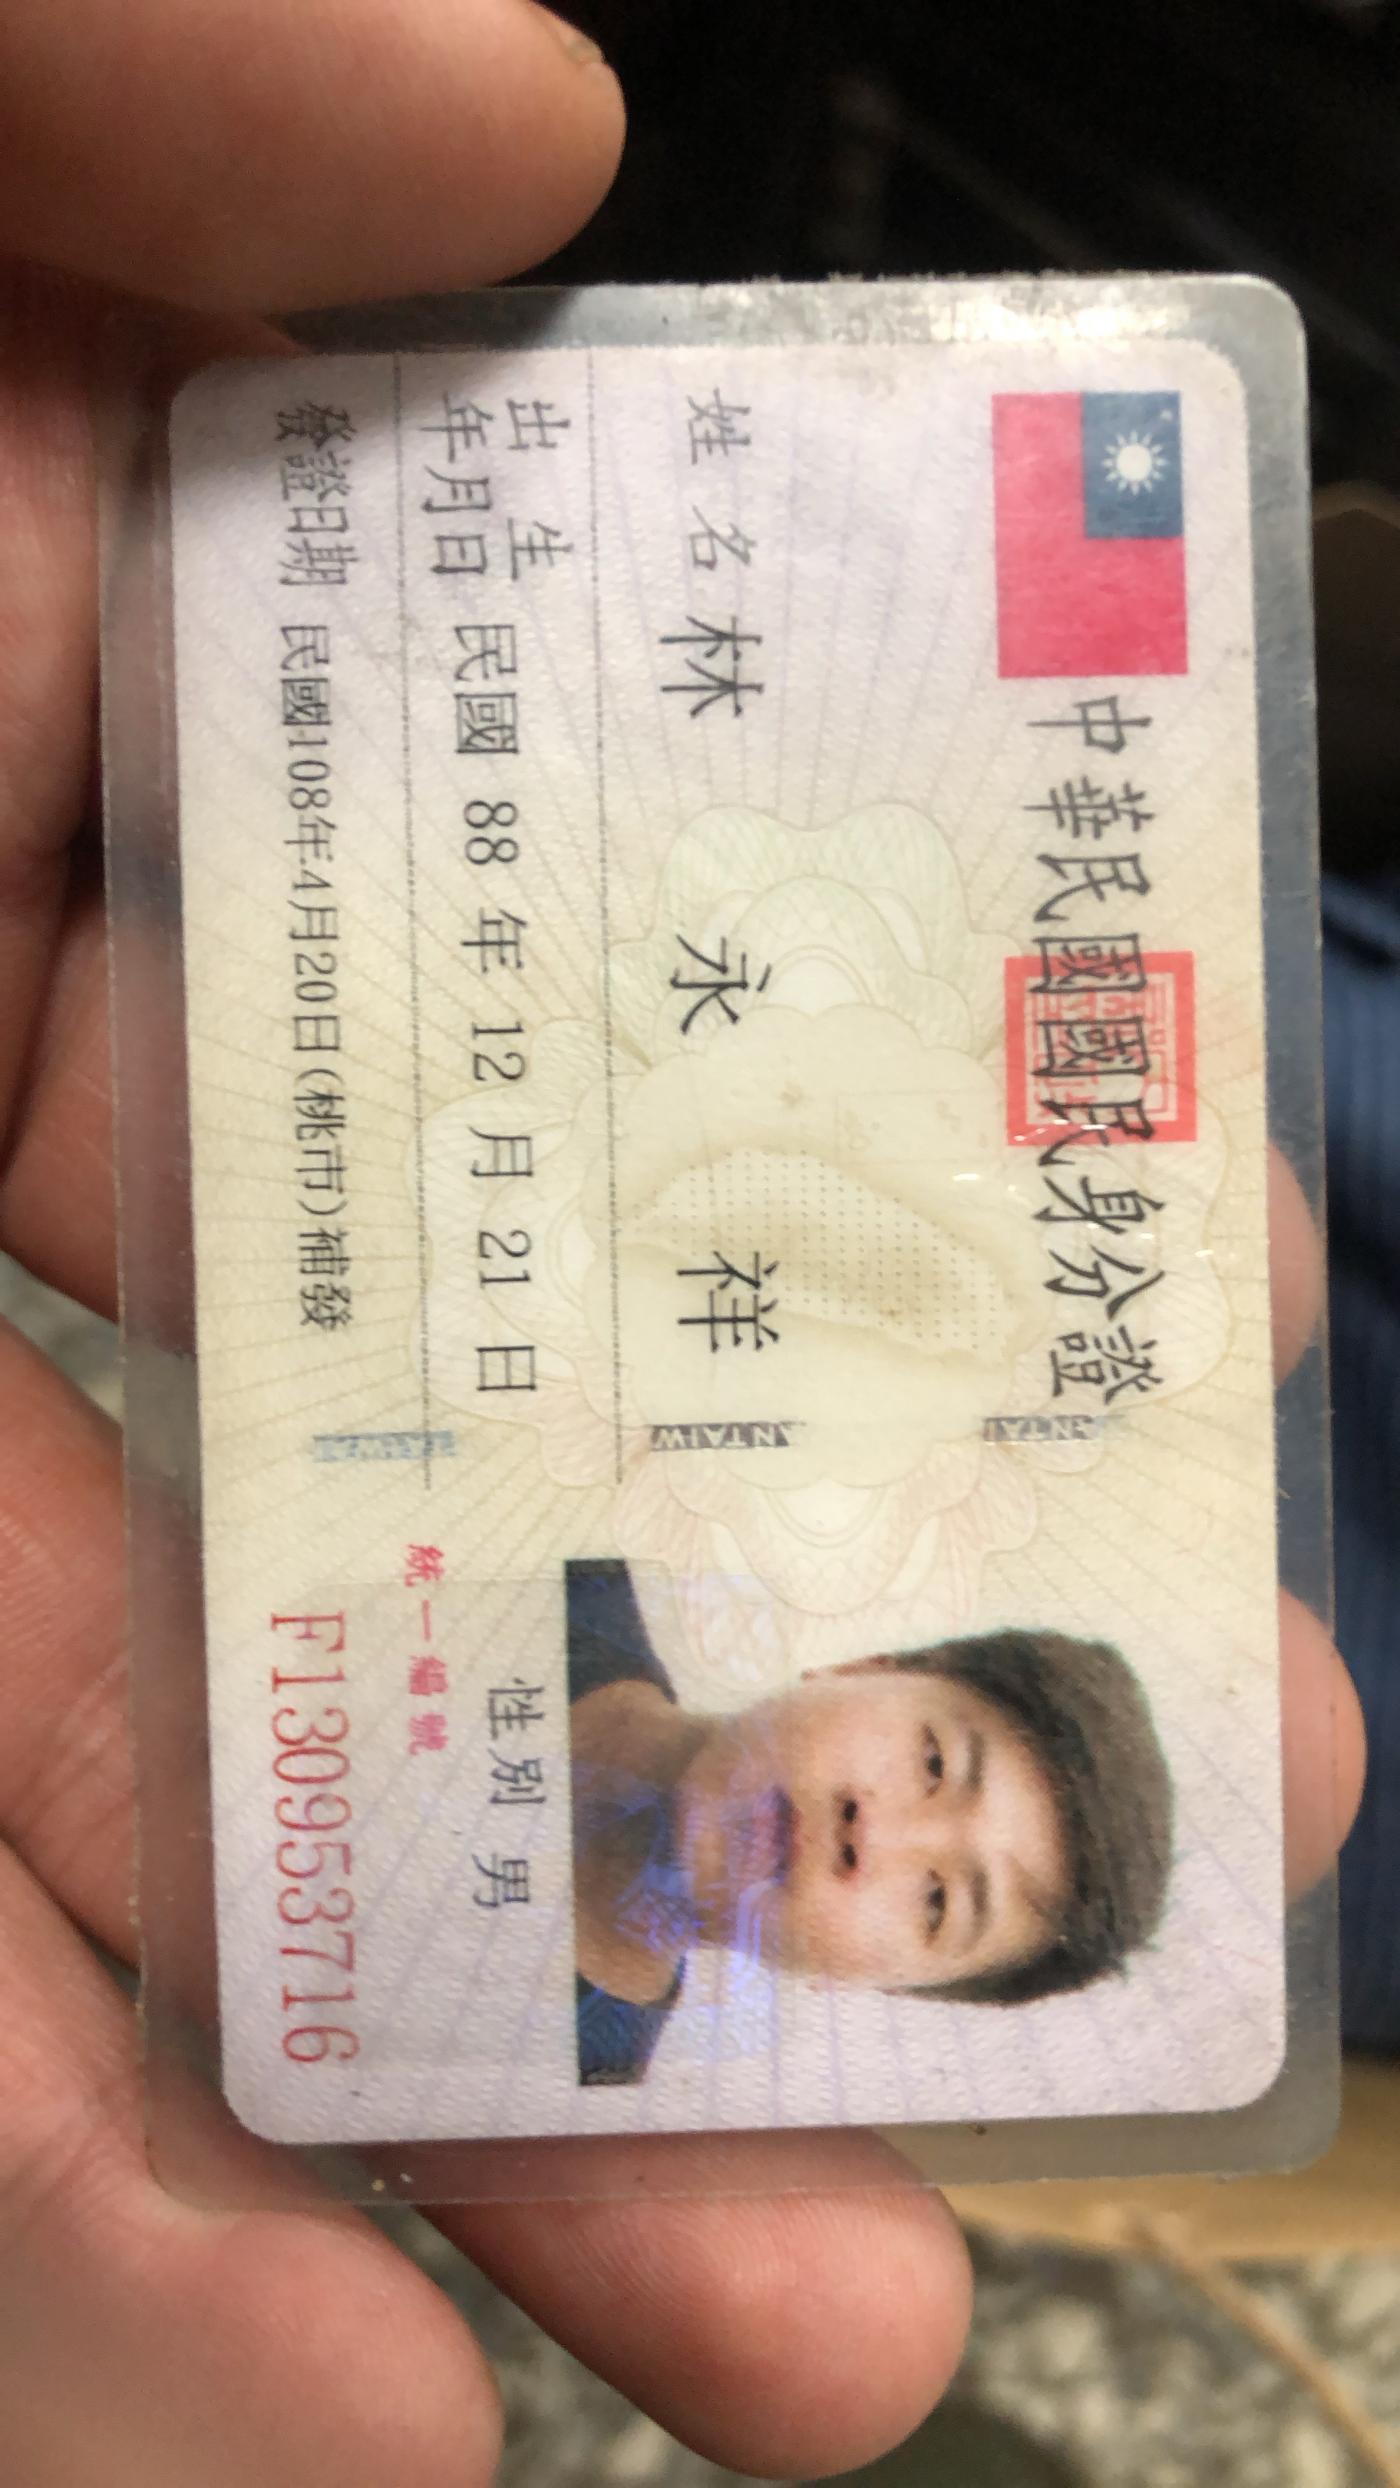 中華民國國民身分證
姓名 林永祥
出生年月日 民國 88 年 12 月 21 日
性別 男
發證日期 民國108年4月20日(桃市)補發
統一編號
F130953716
TAIWAN